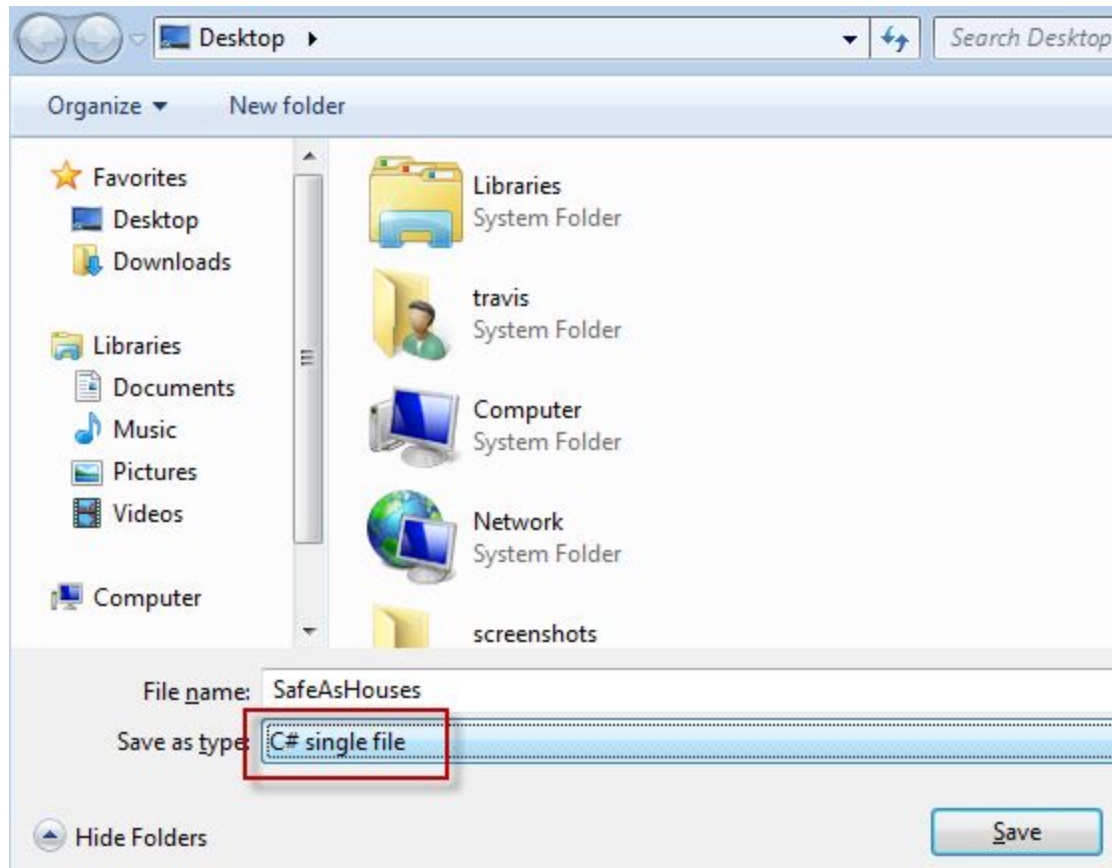 Desktop
Search Desktop
Organize New folder
Favorites
Desktop
Downloads
Libraries
Documents
Music
Pictures
Videos
Computer
Libraries
System Folder
travis
System Folder
Computer
System Folder
Network
System Folder
screenshots
File name: SafeAsHouses
Save as type: C# single file
Hide Folders
Save